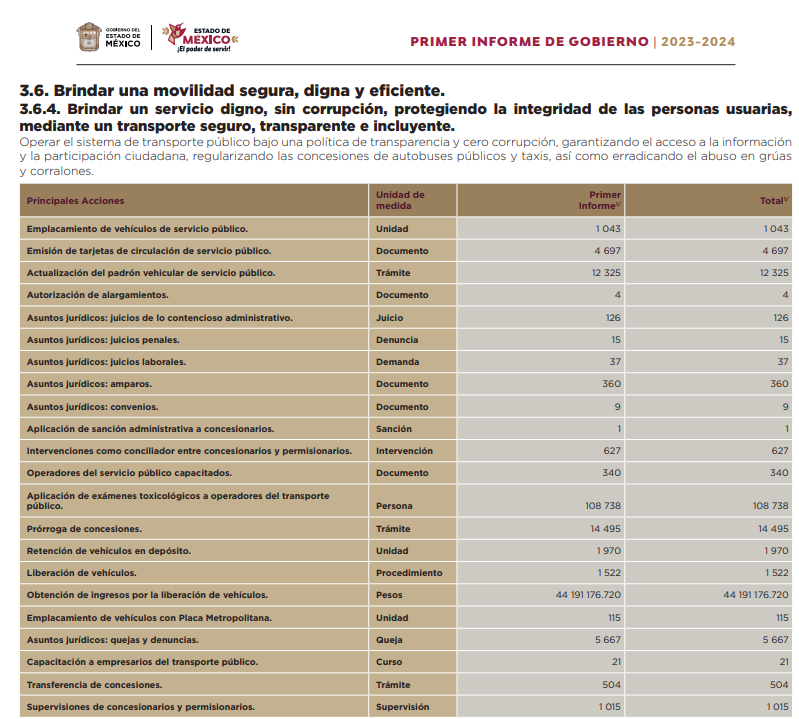 GOBIERNO DEL
ESTADO DE
MÉXICO
ESTADO DE
MÉXICO
¡El poder de servir!
PRIMER INFORME DE GOBIERNO | 2023-2024
3.6. Brindar una movilidad segura, digna y eficiente.
3.6.4. Brindar un servicio digno, sin corrupción, protegiendo la integridad de las personas usuarias,
mediante un transporte seguro, transparente e incluyente.
Operar el sistema de transporte público bajo una política de transparencia y cero corrupción, garantizando el acceso a la información
y la participación ciudadana, regularizando las concesiones de autobuses públicos y taxis, así como erradicando el abuso en grúas
y corralones.
Principales Acciones Unidad de medida Primer Informe1/ Total1/
Emplacamiento de vehículos de servicio público. Unidad 1 043 1 043
Emisión de tarjetas de circulación de servicio público. Documento 4 697 4 697
Actualización del padrón vehicular de servicio público. Trámite 12 325 12 325
Autorización de alargamientos. Documento 4 4
Asuntos jurídicos: juicios de lo contencioso administrativo. Juicio 126 126
Asuntos jurídicos: juicios penales. Denuncia 15 15
Asuntos jurídicos: juicios laborales. Demanda 37 37
Asuntos jurídicos: amparos. Documento 360 360
Asuntos jurídicos: convenios. Documento 9 9
Aplicación de sanción administrativa a concesionarios. Sanción 1 1
Intervenciones como conciliador entre concesionarios y permisionarios. Intervención 627 627
Operadores del servicio público capacitados. Documento 340 340
Aplicación de exámenes toxicológicos a operadores del transporte
público. Persona 108 738 108 738
Prórroga de concesiones. Trámite 14 495 14 495
Retención de vehículos en depósito. Unidad 1 970 1 970
Liberación de vehículos. Procedimiento 1 522 1 522
Obtención de ingresos por la liberación de vehículos. Pesos 44 191 176.720 44 191 176.720
Emplacamiento de vehículos con Placa Metropolitana. Unidad 115 115
Asuntos jurídicos: quejas y denuncias. Queja 5 667 5 667
Capacitación a empresarios del transporte público. Curso 21 21
Transferencia de concesiones. Trámite 504 504
Supervisiones de concesionarios y permisionarios. Supervisión 1 015 1 015